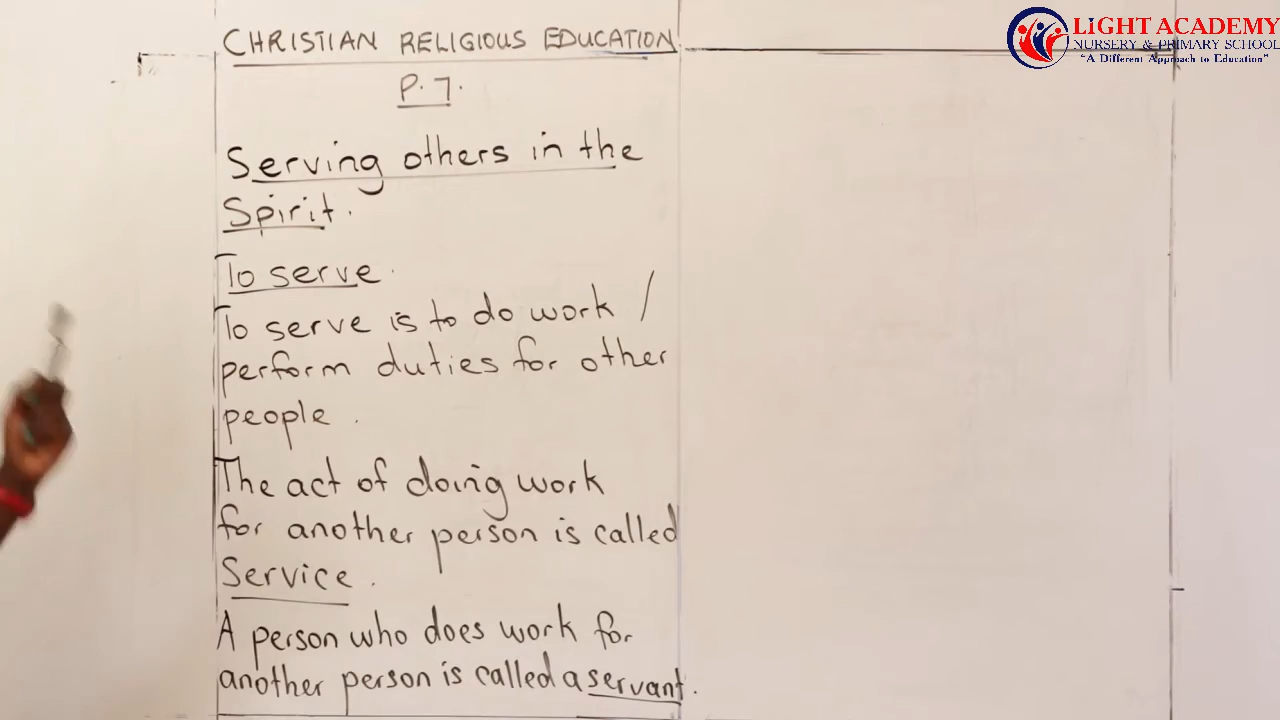 CHRISTIAN RELIGIOUS EDUCATION
P.7.
Serving others in the
Spirit.
To serve.
To serve is to do work /
perform duties for other
people.
The act of doing work
for another person is called
Service.
A person who does work for
another person is called a servant.
LIGHT ACADEMY
NURSERY & PRIMARY SCHOOL
"A Different Approach to Education"